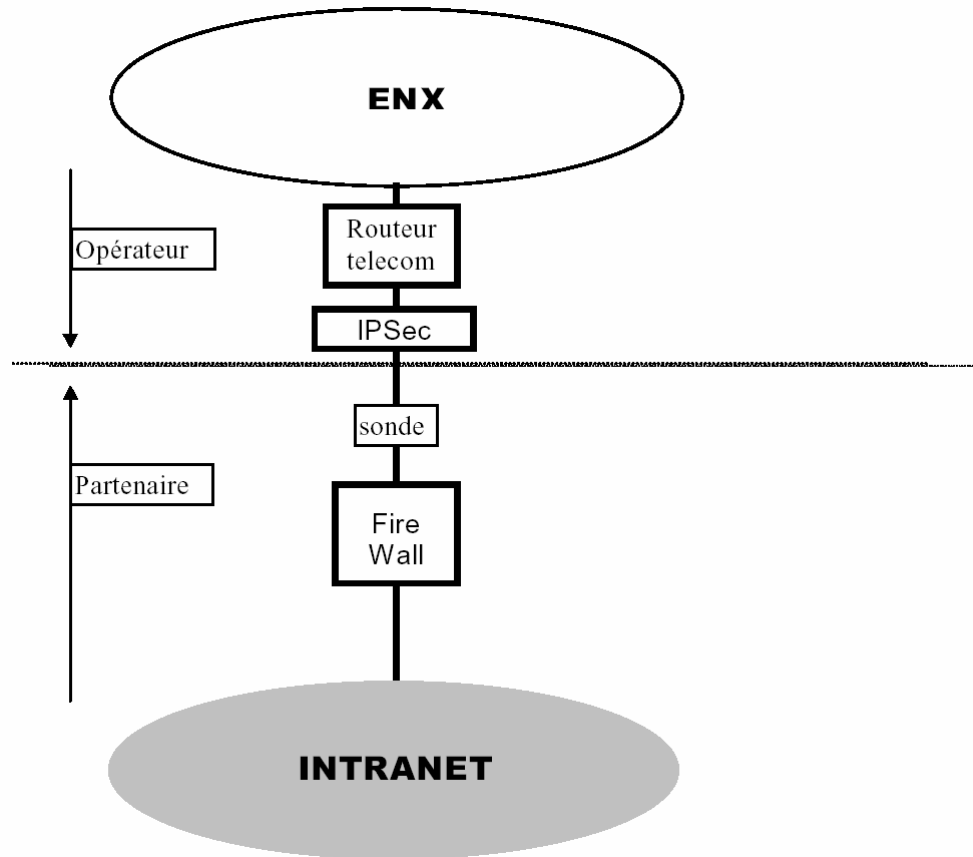 ENX
Routeur
telecom
Opérateur
IPSec
sonde
Partenaire
Fire
Wall
INTRANET